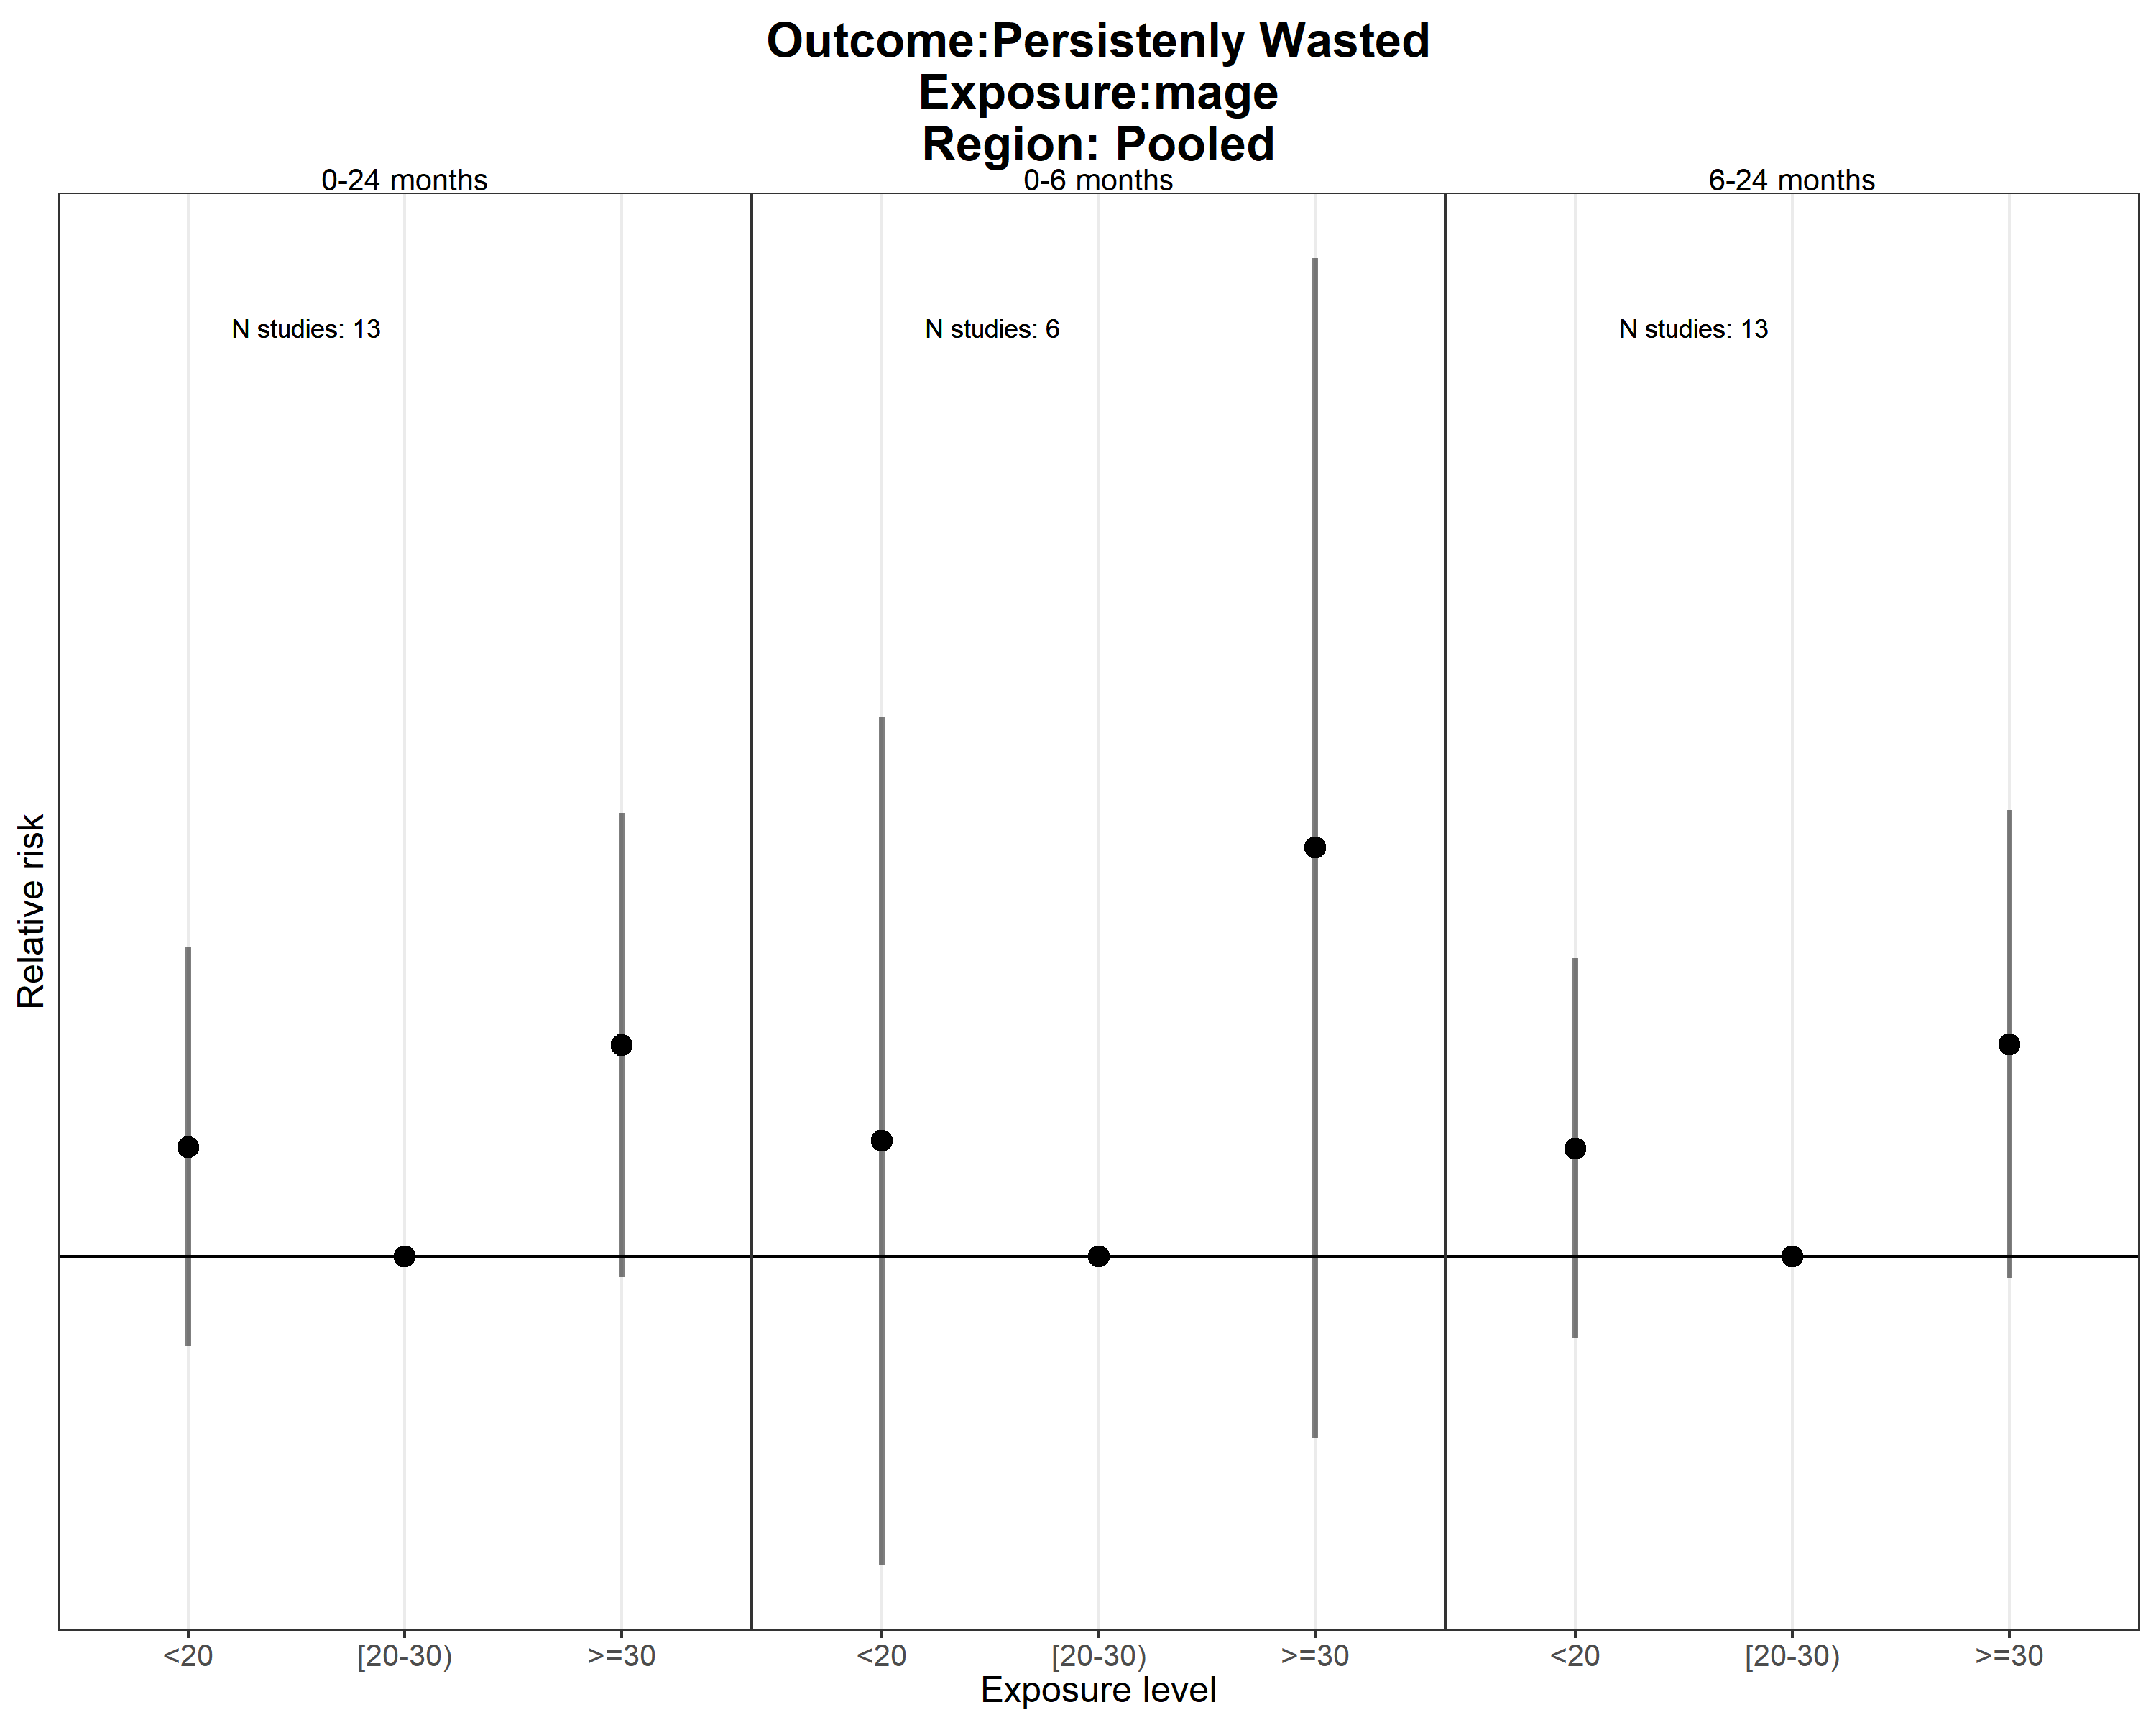 Outcome:Persistenly Wasted
Exposure:mage
Region: Pooled
0-24 months 0-6 months 6-24 months
N studies: 13 N studies: 6 N studies: 13
Relative risk
<20 [20-30) >=30 <20 [20-30) >=30 <20 [20-30) >=30
Exposure level